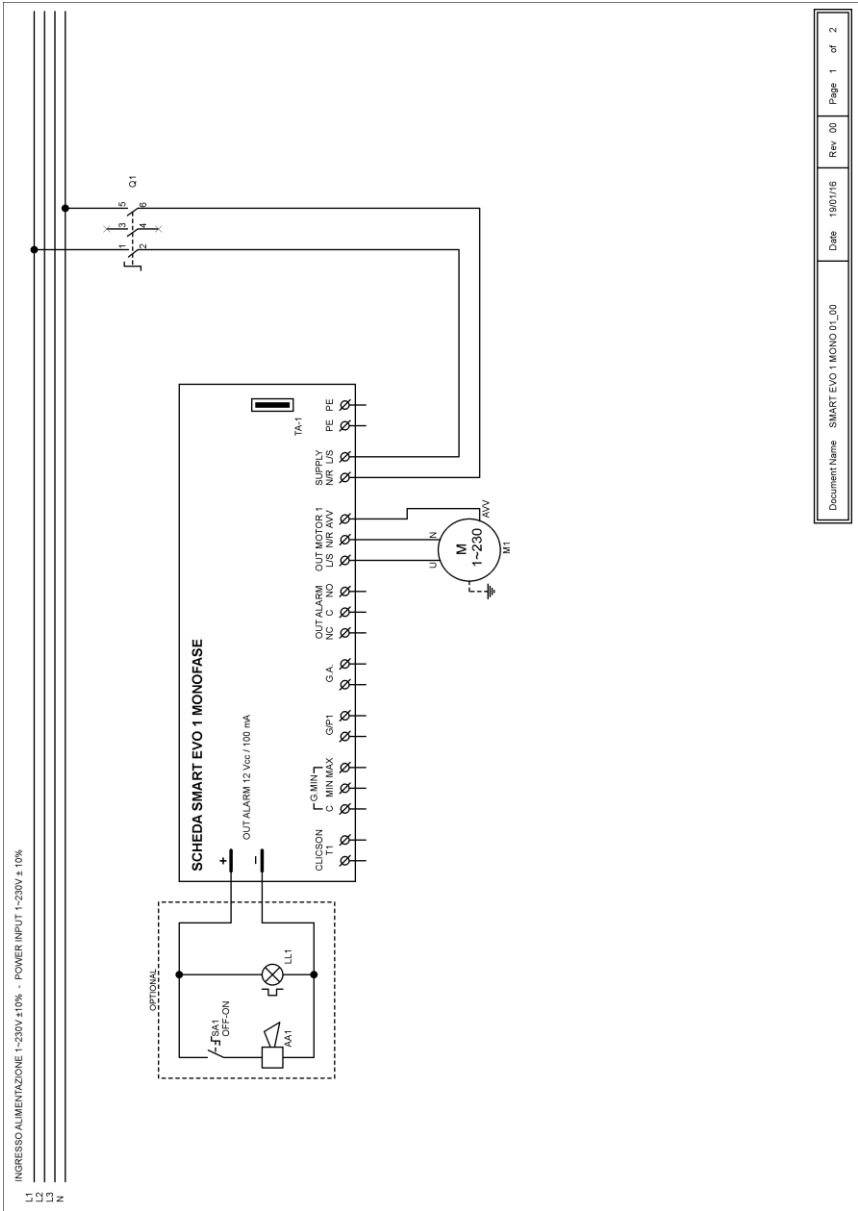 INGRESSO ALIMENTAZIONE 1~230V ±10% - POWER INPUT 1~230V ± 10%
L1
L2
L3
N
Q1
1 3 5
2 4 6
OPTIONAL
SA1
OFF-ON
AA1
LL1
SCHEDA SMART EVO 1 MONOFASE
+
−
OUT ALARM 12 Vcc / 100 mA
TA-1
CLICSON
T1
G.MIN
C MIN MAX
G/P1
G.A.
OUT ALARM
NC C NO
OUT MOTOR 1
L/S N/R AVV
SUPPLY
N/R L/S
PE PE
U N AVV
M
1~230
M1
Document Name SMART EVO 1 MONO 01_00 Date 19/01/16 Rev 00 Page 1 of 2